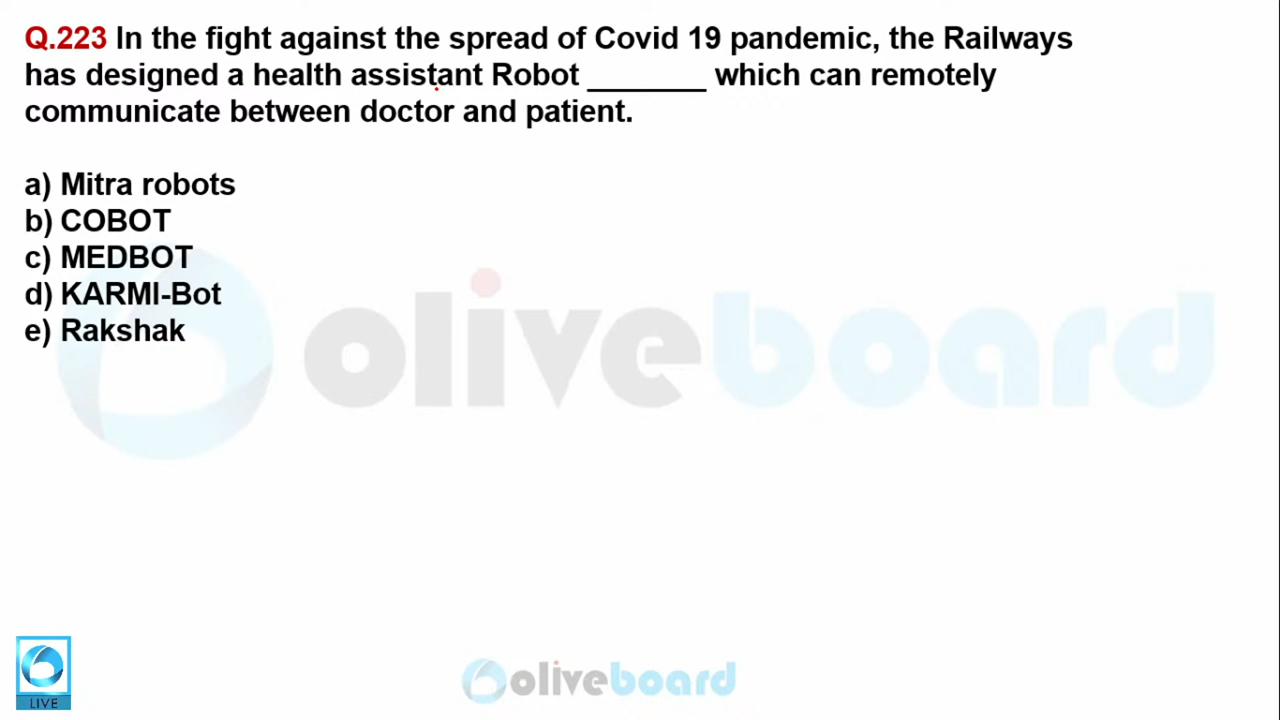 Q.223 In the fight against the spread of Covid 19 pandemic, the Railways
has designed a health assistant Robot _______ which can remotely
communicate between doctor and patient.
a) Mitra robots
b) COBOT
c) MEDBOT
d) KARMI-Bot
e) Rakshak
oliveboard
LIVE
oliveboard